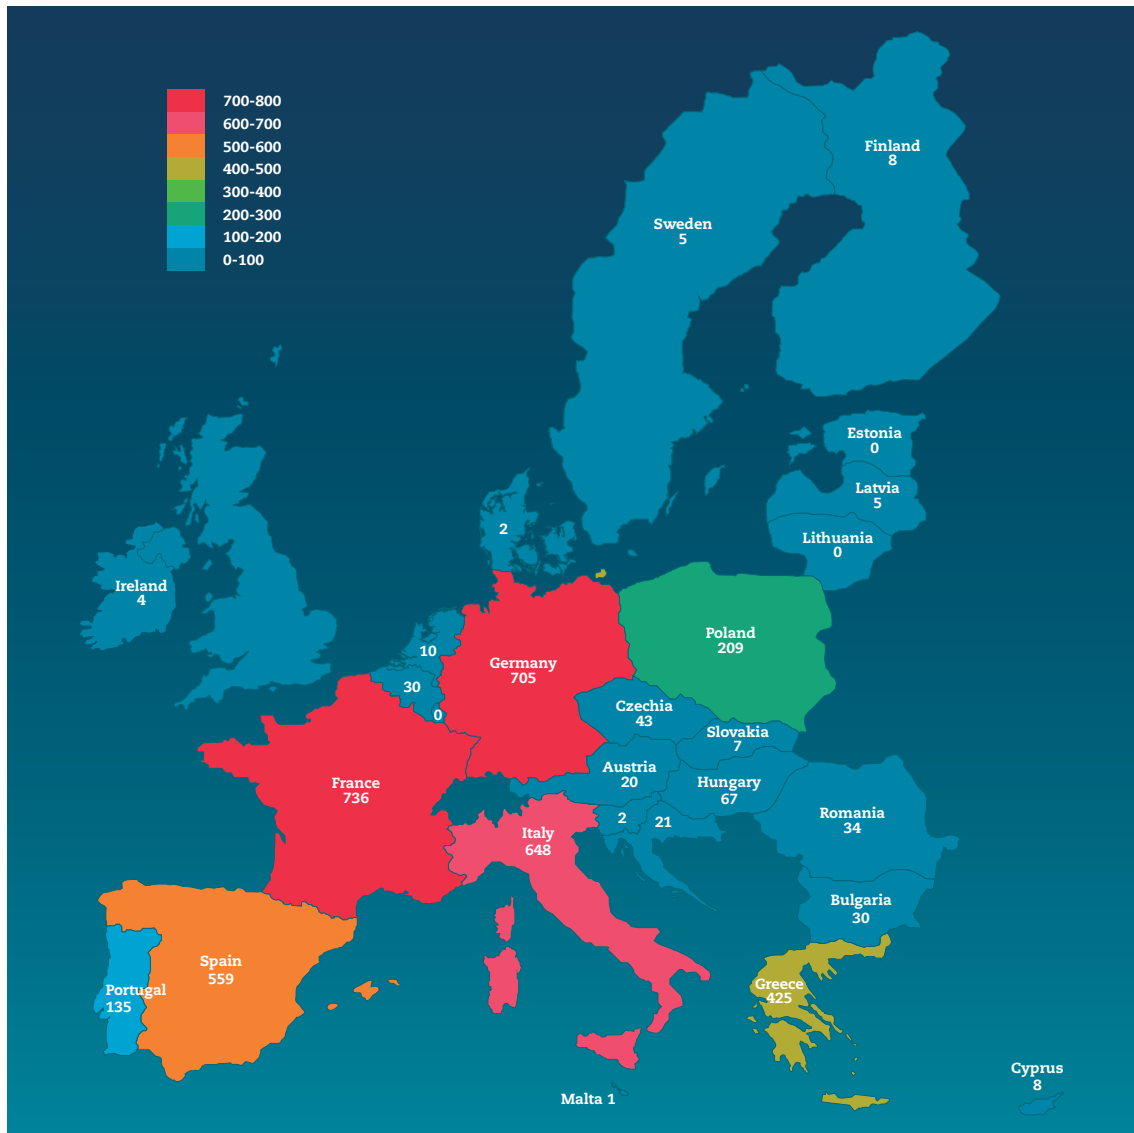 700-800
600-700
500-600
400-500
300-400
200-300
100-200
0-100
Finland
8
Sweden
5
Estonia
0
Latvia
5
Lithuania
0
2
Ireland
4
10
30
0
Germany
705
Poland
209
Czechia
43
Slovakia
7
Austria
20
Hungary
67
France
736
2
21
Romania
34
Italy
648
Bulgaria
30
Spain
559
Portugal
135
Greece
425
Cyprus
8
Malta 1